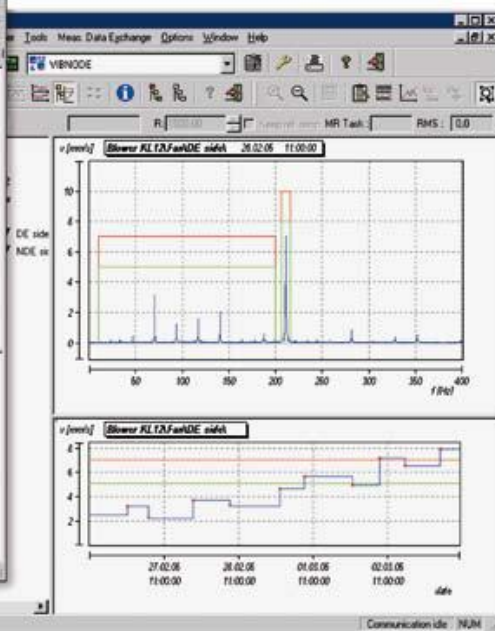 Tools Meas. Data Exchange Options Window Help
VIBNODE
R: MR Task: RMS: 0.0
DE side
NDE sid
v [mm/s] Blower KL12\Fan\DE side\ 26.02.05 11:00:00
10
8
6
4
2
0
50 100 150 200 250 300 350 400
f [Hz]
v [mm/s] Blower KL12\Fan\DE side\
8
6
4
2
27.02.05 28.02.05 01.03.05 02.03.05
11:00:00 11:00:00 11:00:00 11:00:00
date
Communication idle NUM